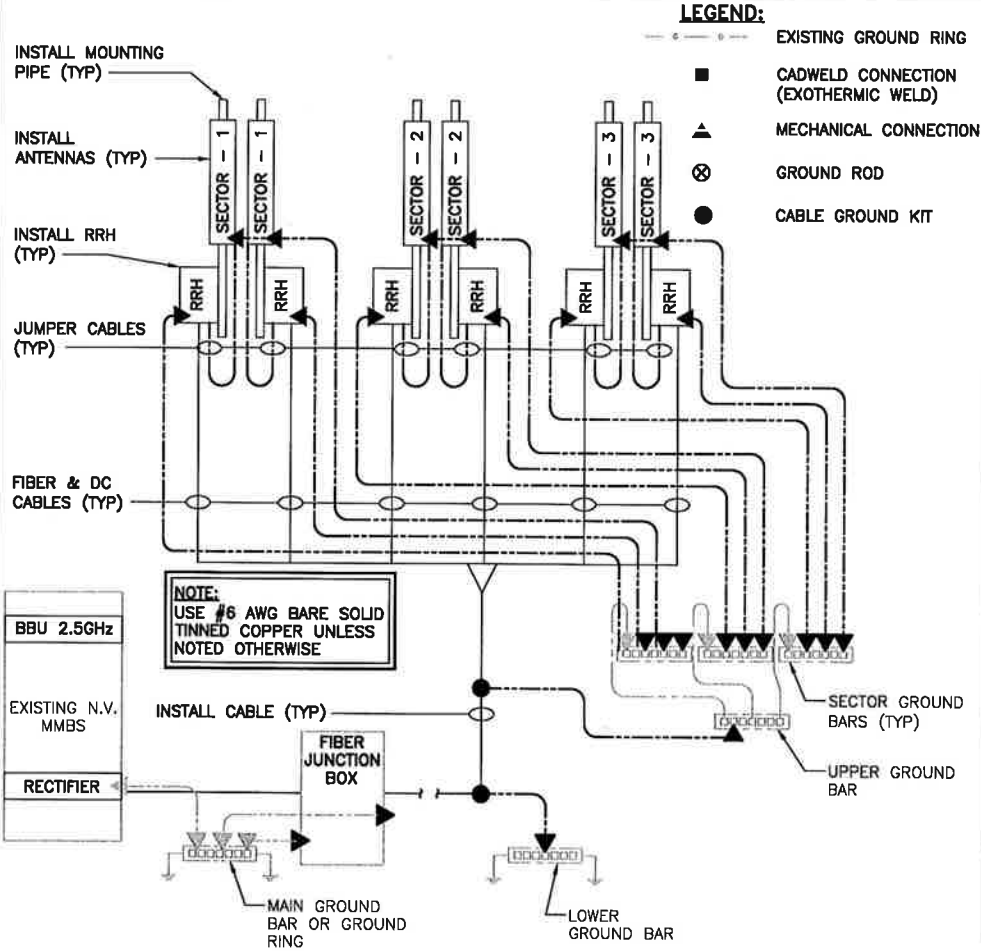 LEGEND:
EXISTING GROUND RING
CADWELD CONNECTION
(EXOTHERMIC WELD)
MECHANICAL CONNECTION
GROUND ROD
CABLE GROUND KIT
INSTALL MOUNTING
PIPE (TYP)
INSTALL
ANTENNAS (TYP)
INSTALL RRH
(TYP)
JUMPER CABLES
(TYP)
FIBER & DC
CABLES (TYP)
SECTOR - 1
SECTOR - 1
SECTOR - 2
SECTOR - 2
SECTOR - 3
SECTOR - 3
RRH
RRH
RRH
RRH
RRH
RRH
NOTE:
USE #6 AWG BARE SOLID
TINNED COPPER UNLESS
NOTED OTHERWISE
BBU 2.5GHz
EXISTING N.V.
MMBS
RECTIFIER
INSTALL CABLE (TYP)
FIBER
JUNCTION
BOX
SECTOR GROUND
BARS (TYP)
UPPER GROUND
BAR
MAIN GROUND
BAR OR GROUND
RING
LOWER
GROUND BAR